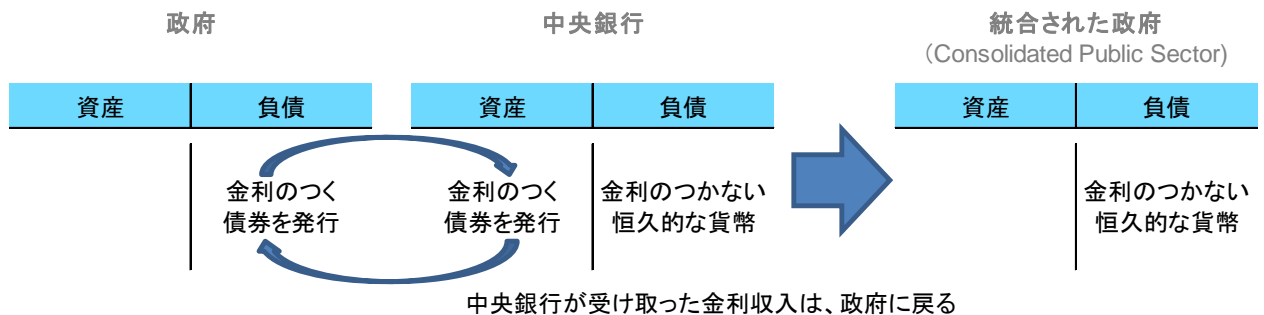 政府
中央銀行
統合された政府
（Consolidated Public Sector)
資産
負債
資産
負債
資産
負債
金利のつく
債券を発行
金利のつく
債券を発行
金利のつかない
恒久的な貨幣
金利のつかない
恒久的な貨幣
中央銀行が受け取った金利収入は、政府に戻る